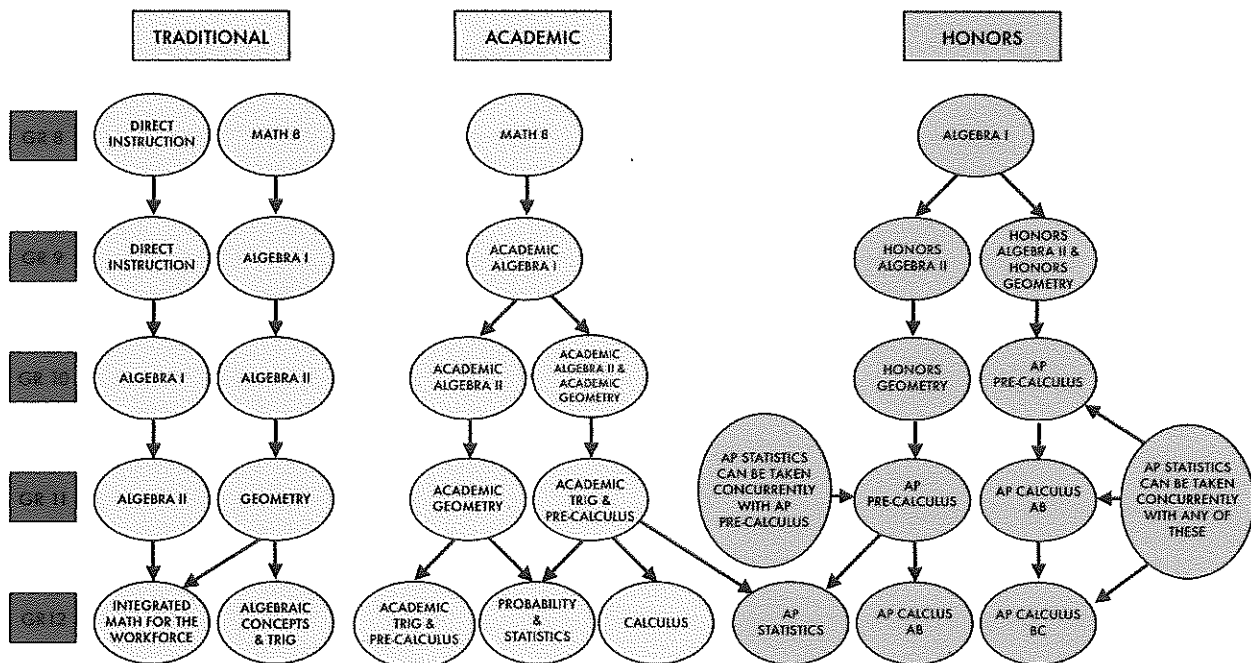 TRADITIONAL
ACADEMIC
HONORS
GR 8
DIRECT
INSTRUCTION
MATH 8
MATH 8
ALGEBRA I
GR 9
DIRECT
INSTRUCTION
ALGEBRA I
ACADEMIC
ALGEBRA I
HONORS
ALGEBRA II
HONORS
ALGEBRA II &
HONORS
GEOMETRY
GR 10
ALGEBRA I
ALGEBRA II
ACADEMIC
ALGEBRA II
ACADEMIC
ALGEBRA II &
ACADEMIC
GEOMETRY
HONORS
GEOMETRY
AP
PRE-CALCULUS
GR 11
ALGEBRA II
GEOMETRY
ACADEMIC
GEOMETRY
ACADEMIC
TRIG &
PRE-CALCULUS
AP STATISTICS
CAN BE TAKEN
CONCURRENTLY
WITH AP
PRE-CALCULUS
AP
PRE-CALCULUS
AP CALCULUS
AB
AP STATISTICS
CAN BE TAKEN
CONCURRENTLY
WITH ANY OF
THESE
GR 12
INTEGRATED
MATH FOR THE
WORKFORCE
ALGEBRAIC
CONCEPTS
& TRIG
ACADEMIC
TRIG &
PRE-CALCULUS
PROBABILITY
&
STATISTICS
CALCULUS
AP
STATISTICS
AP CALCLUS
AB
AP CALCULUS
BC